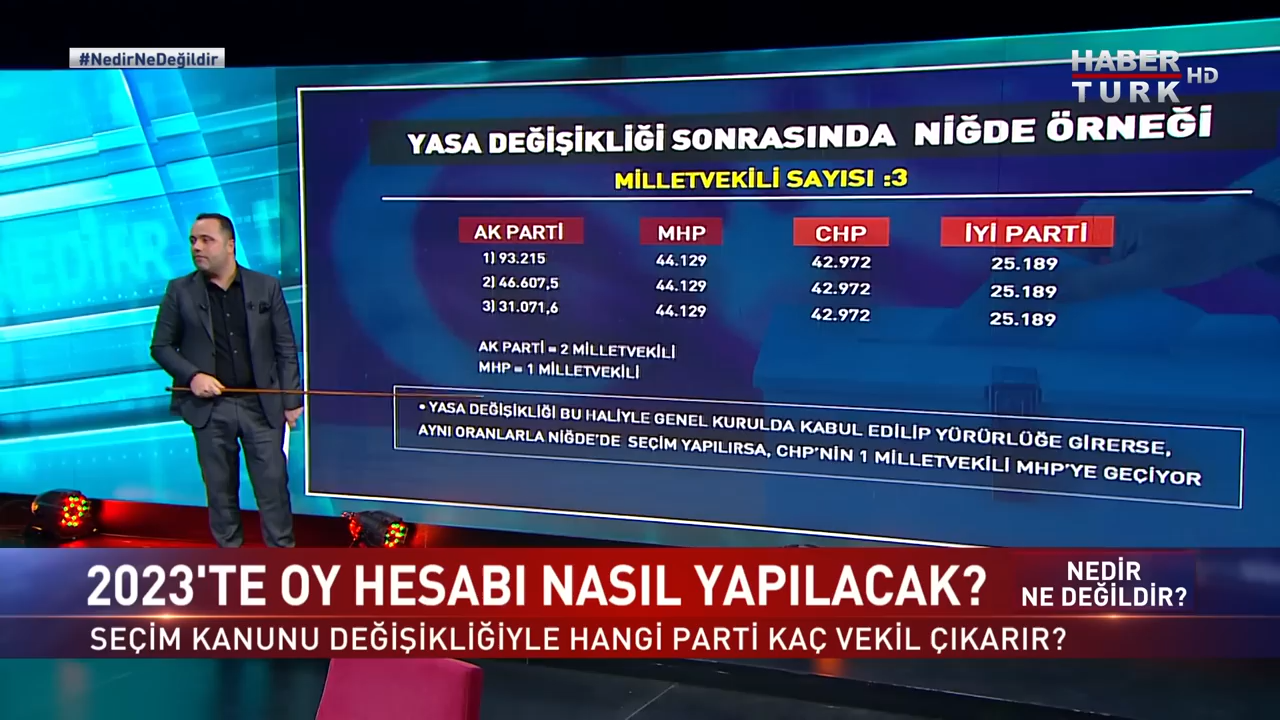 #NedirNeDeğildir
HABER
TURK HD
YASA DEĞİŞİKLİĞİ SONRASINDA NİĞDE ÖRNEĞİ
MİLLETVEKİLİ SAYISI :3
AK PARTİ MHP CHP İYİ PARTİ
1) 93.215 44.129 42.972 25.189
2) 46.607,5 44.129 42.972 25.189
3) 31.071,6 44.129 42.972 25.189
AK PARTİ = 2 MİLLETVEKİLİ
MHP = 1 MİLLETVEKİLİ
• YASA DEĞİŞİKLİĞİ BU HALİYLE GENEL KURULDA KABUL EDİLİP YÜRÜRLÜĞE GİRERSE,
AYNI ORANLARLA NİĞDE'DE SEÇİM YAPILIRSA, CHP'NİN 1 MİLLETVEKİLİ MHP'YE GEÇİYOR
2023'TE OY HESABI NASIL YAPILACAK?
SEÇİM KANUNU DEĞİŞİKLİĞİYLE HANGİ PARTİ KAÇ VEKİL ÇIKARIR?
NEDİR
NE DEĞİLDİR?